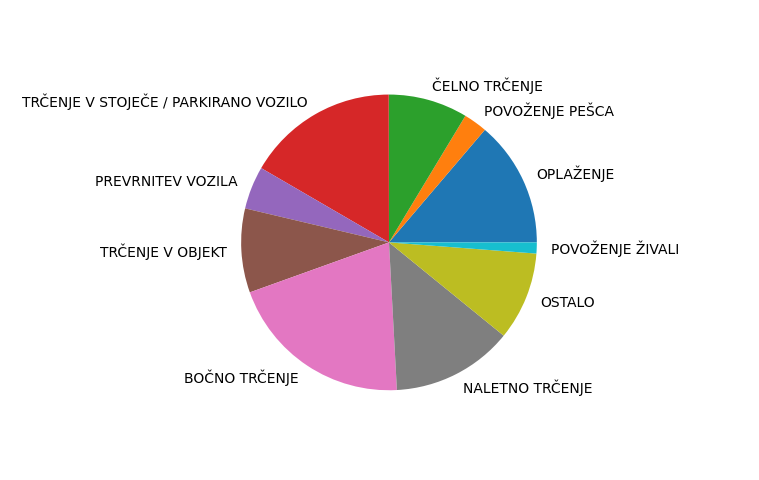 ČELNO TRČENJE
TRČENJE V STOJEČE / PARKIRANO VOZILO
POVOŽENJE PEŠCA
OPLAŽENJE
PREVRNITEV VOZILA
POVOŽENJE ŽIVALI
TRČENJE V OBJEKT
OSTALO
BOČNO TRČENJE
NALETNO TRČENJE